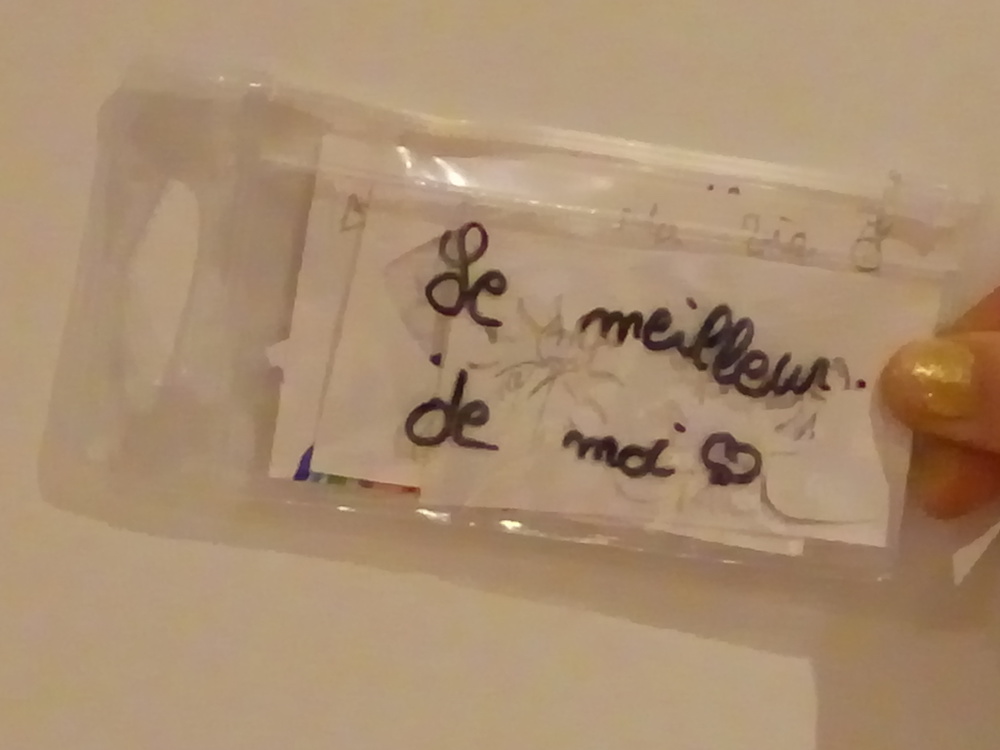 Le meilleur
de moi ♡